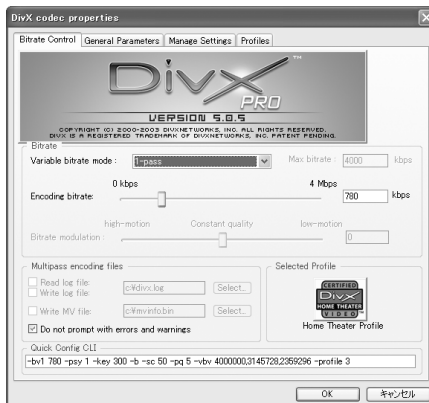 DivX codec properties
Bitrate Control General Parameters Manage Settings Profiles
DivX™
PRO
VERSION 5.0.5
COPYRIGHT (C) 2000-2003 DIVXNETWORKS, INC. ALL RIGHTS RESERVED.
DIVX IS A REGISTERED TRADEMARK OF DIVXNETWORKS, INC. PATENT PENDING.
Bitrate
Variable bitrate mode : 1-pass Max bitrate : 4000 kbps
0 kbps 4 Mbps
Encoding bitrate: 780 kbps
high-motion Constant quality low-motion
Bitrate modulation : 0
Multipass encoding files Selected Profile
Read log file:
Write log file: c:¥divx.log Select...
Write MV file: c:¥mvinfo.bin Select...
Do not prompt with errors and warnings
CERTIFIED
DivX
HOME THEATER
VIDEO™
Home Theater Profile
Quick Config CLI
-bv1 780 -psy 1 -key 300 -b -sc 50 -pq 5 -vbv 4000000,3145728,2359296 -profile 3
OK キャンセル